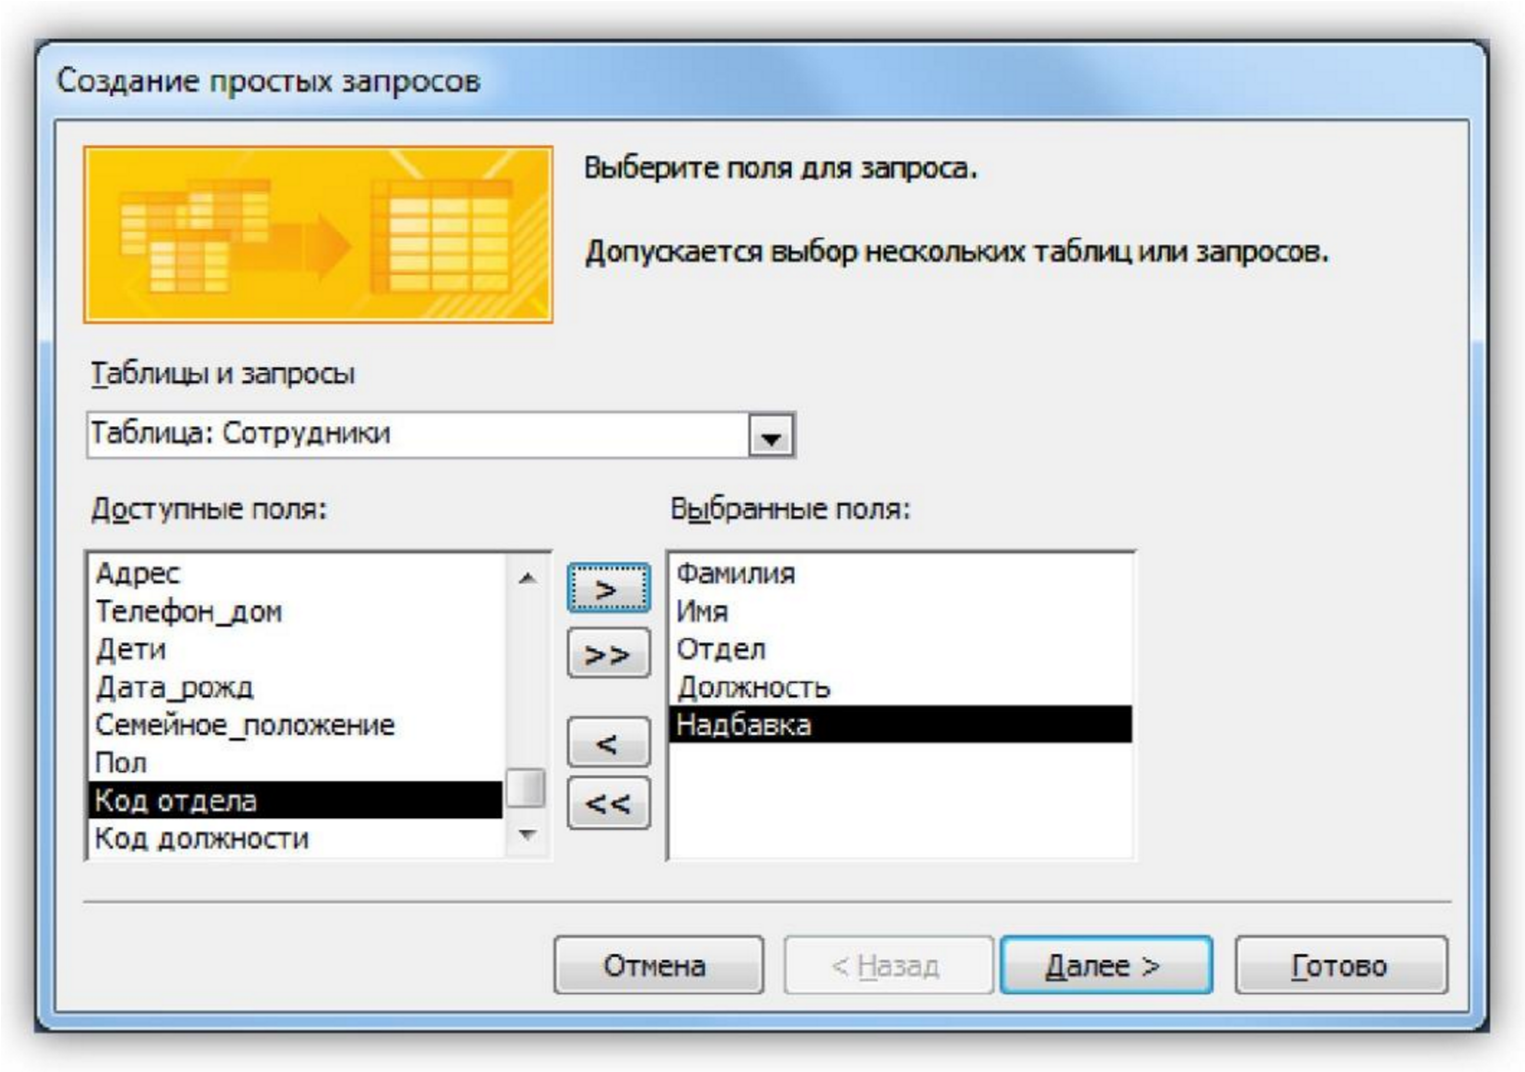 Создание простых запросов
Выберите поля для запроса.
Допускается выбор нескольких таблиц или запросов.
Таблицы и запросы
Таблица: Сотрудники
Доступные поля:
Выбранные поля:
Адрес
Телефон_дом
Дети
Дата_рожд
Семейное_положение
Пол
Код отдела
Код должности
>
>>
<
<<
Фамилия
Имя
Отдел
Должность
Надбавка
Отмена
< Назад
Далее >
Готово